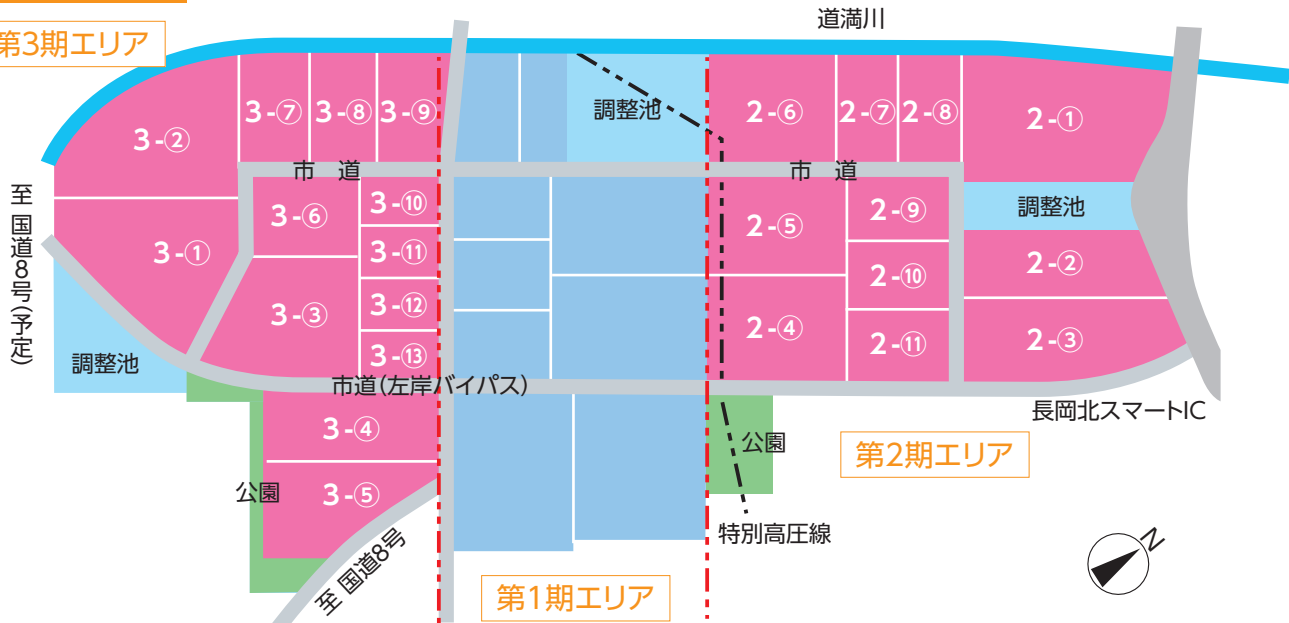 道満川
第3期エリア
3-②
3-⑦
3-⑧
3-⑨
調整池
2-⑥
2-⑦
2-⑧
2-①
市 道
市 道
至 国道8号(予定)
3-①
3-⑥
3-⑩
3-⑪
3-③
3-⑫
3-⑬
2-⑤
2-⑨
調整池
2-②
2-⑩
2-④
2-⑪
2-③
調整池
市道(左岸バイパス)
長岡北スマートIC
3-④
公園
第2期エリア
公園
3-⑤
特別高圧線
至 国道8号
第1期エリア
N